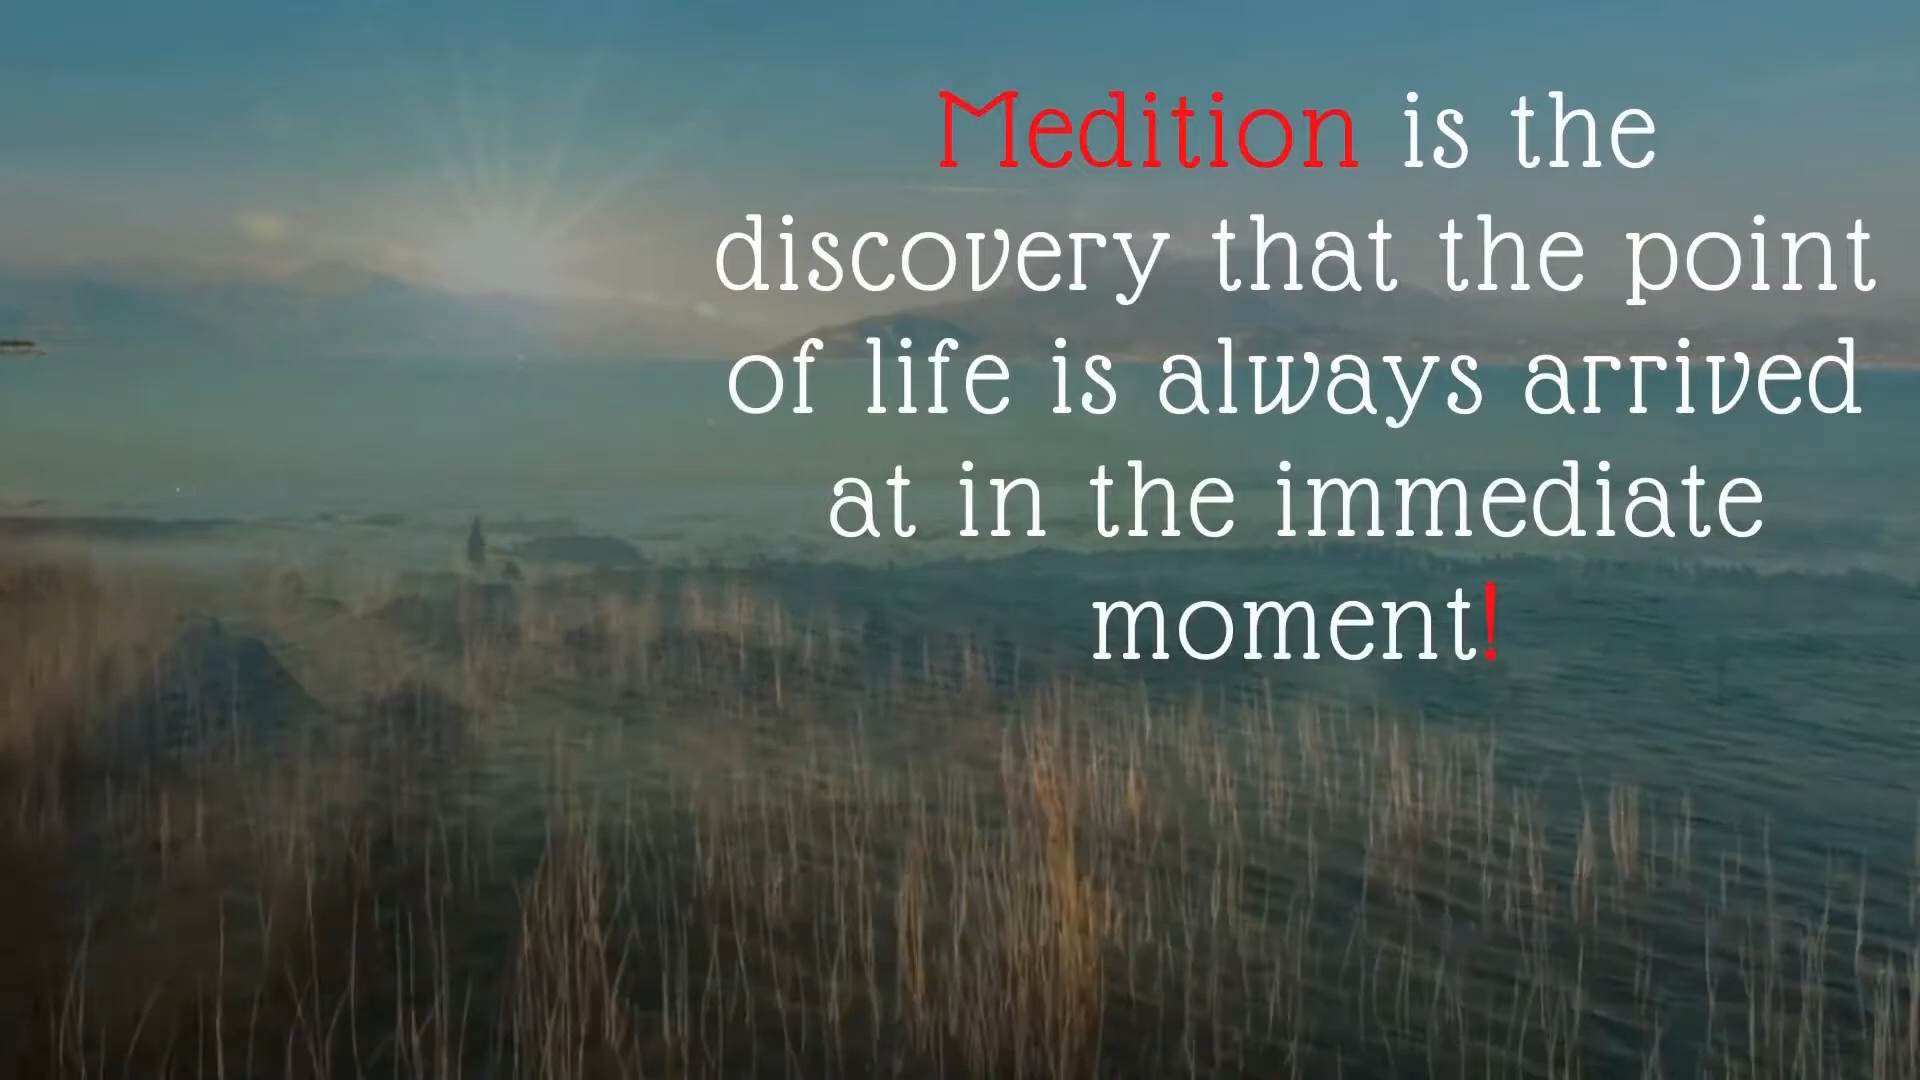 Medition is the
discovery that the point
of life is always arrived
at in the immediate
moment!